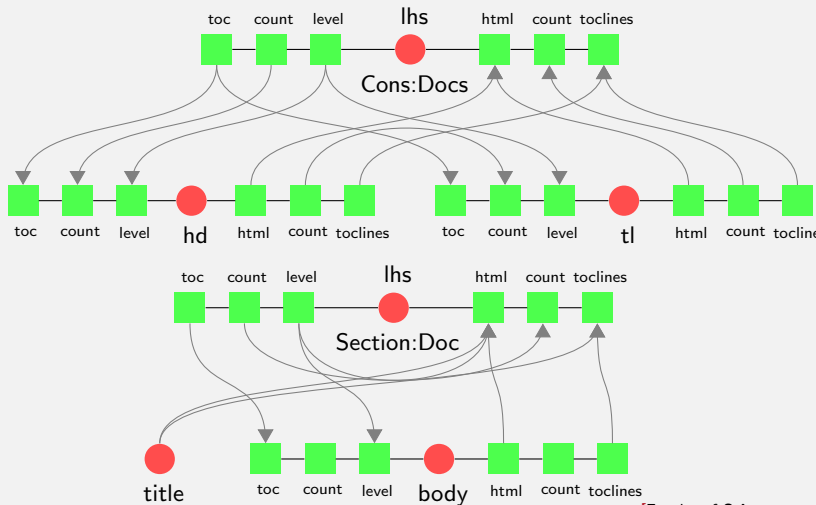 lhs
toc count level html count toclines
Cons:Docs
toc count level hd html count toclines toc count level tl html count tocline
lhs
toc count level html count toclines
Section:Doc
title toc count level body html count toclines